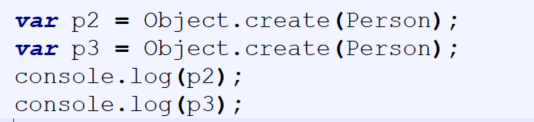 var p2 = Object.create(Person);
var p3 = Object.create(Person);
console.log(p2);
console.log(p3);